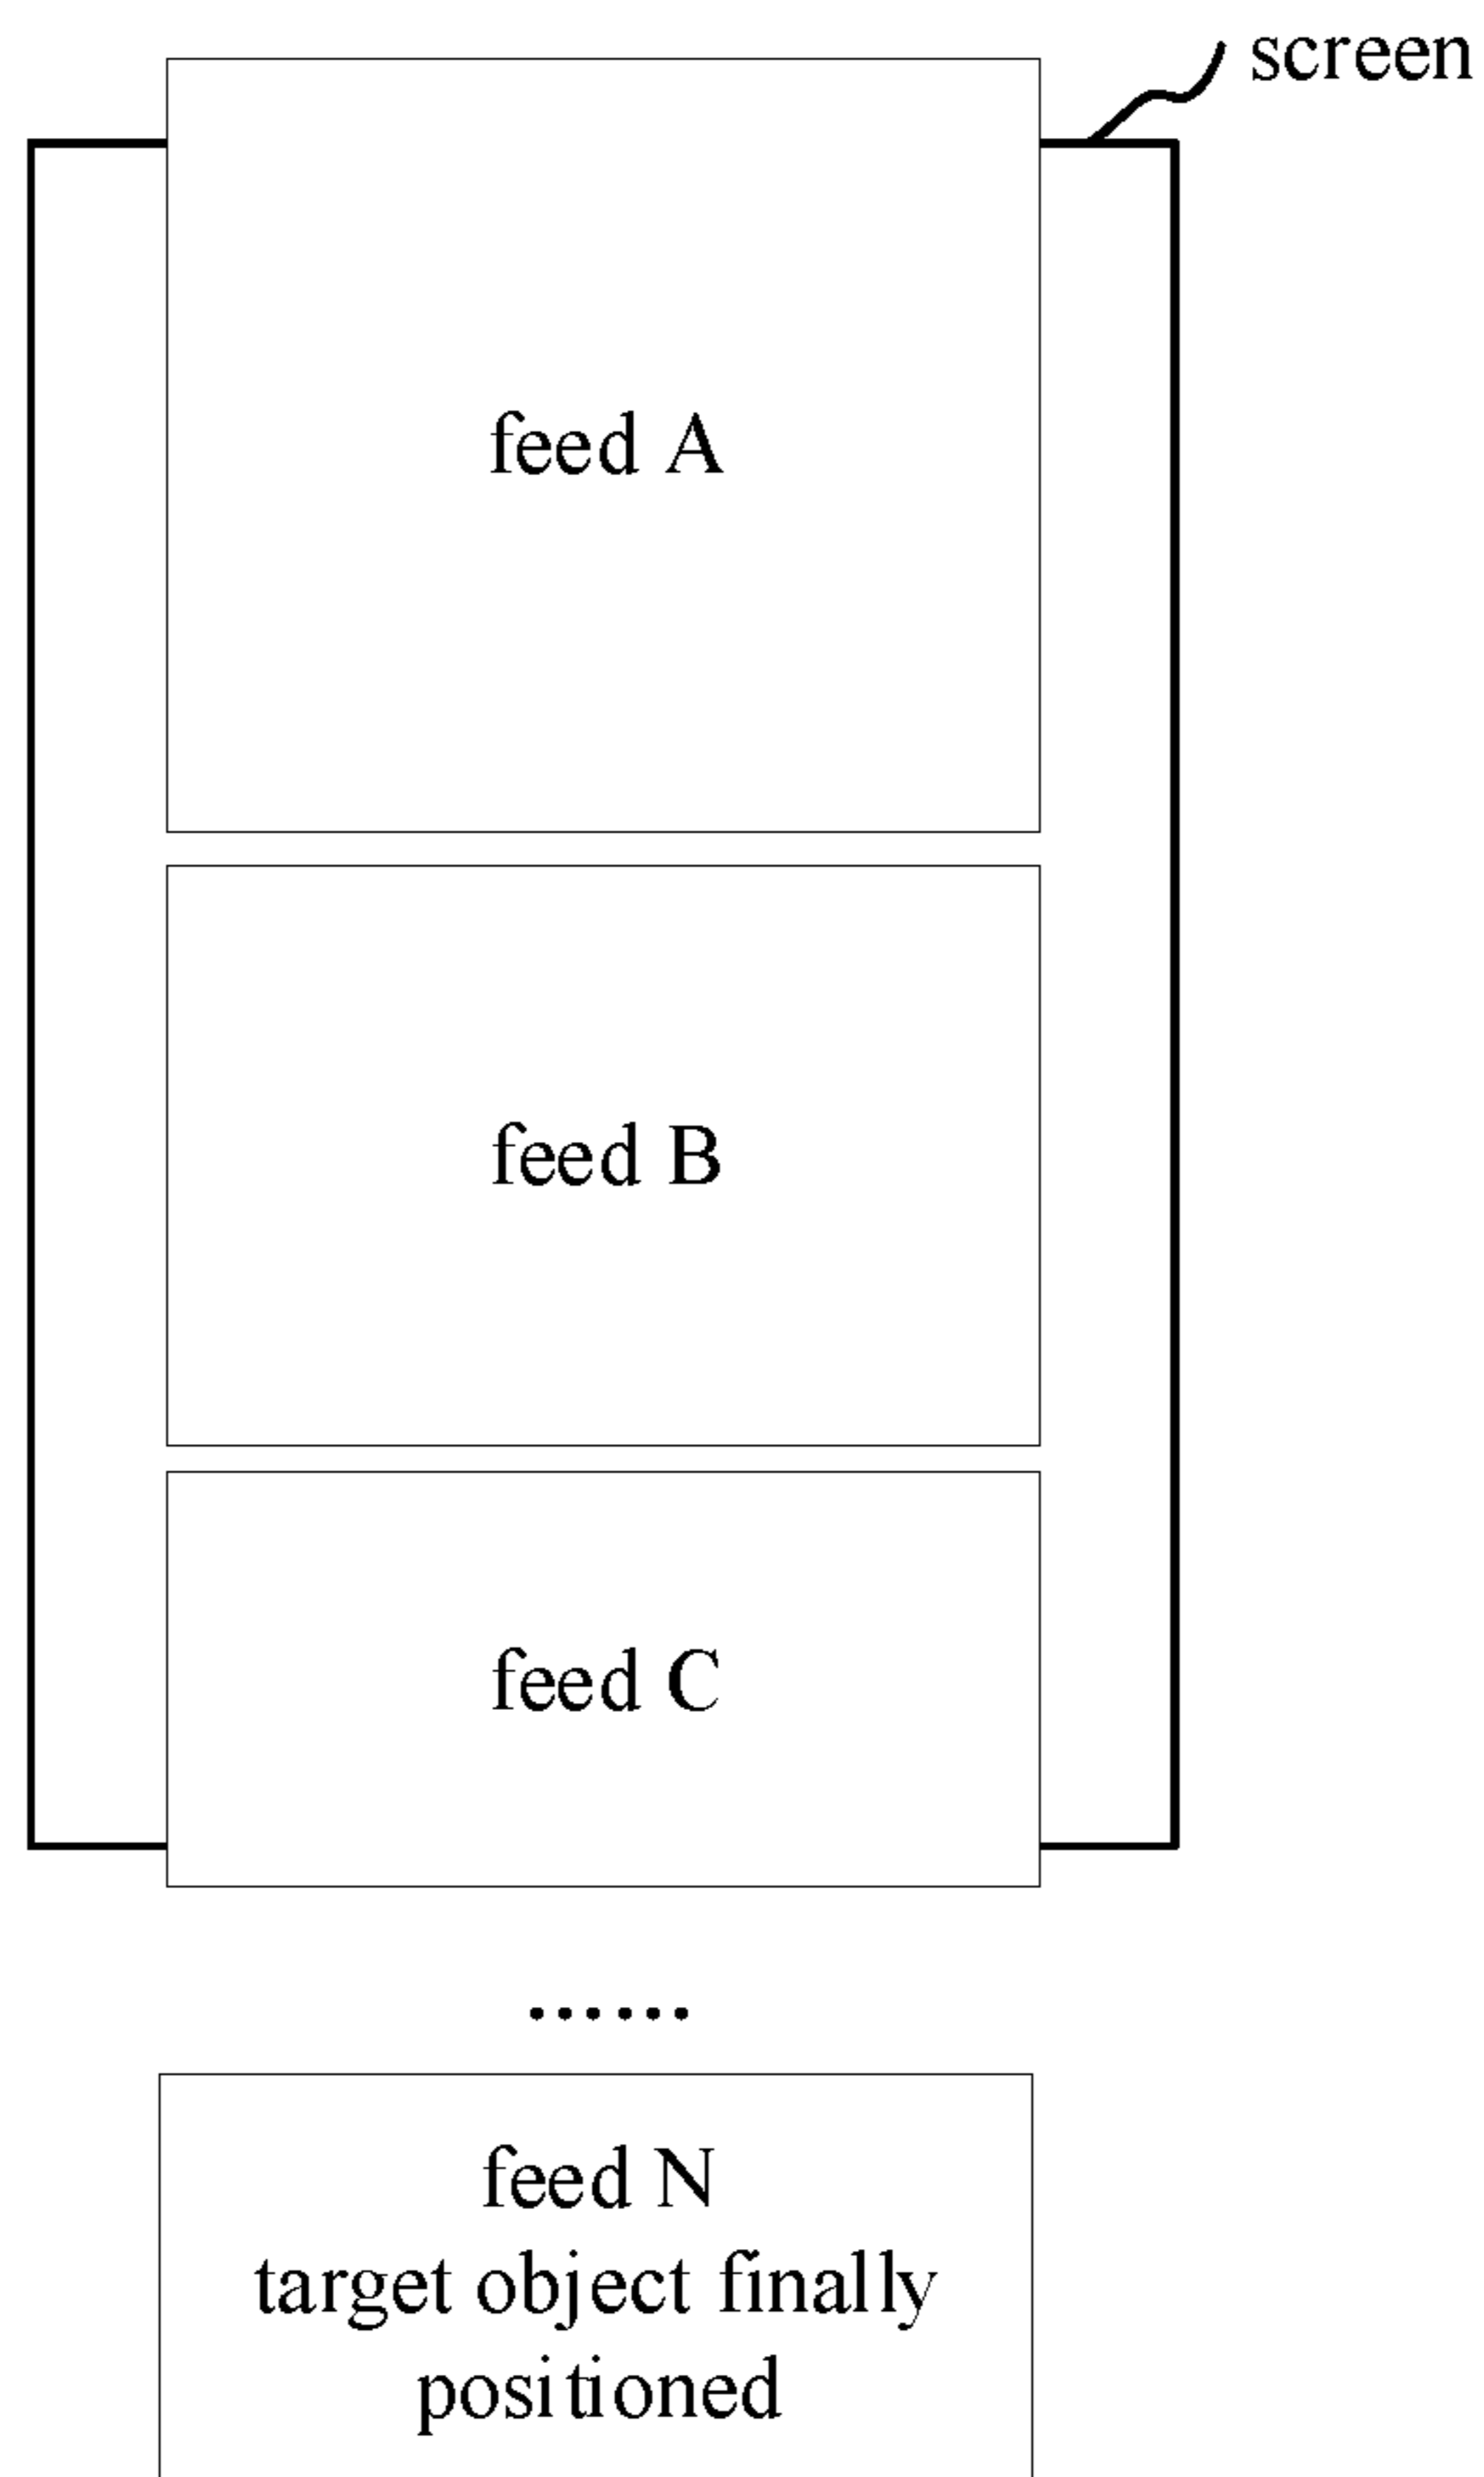 screen
feed A
feed B
feed C
……
feed N
target object finally
positioned